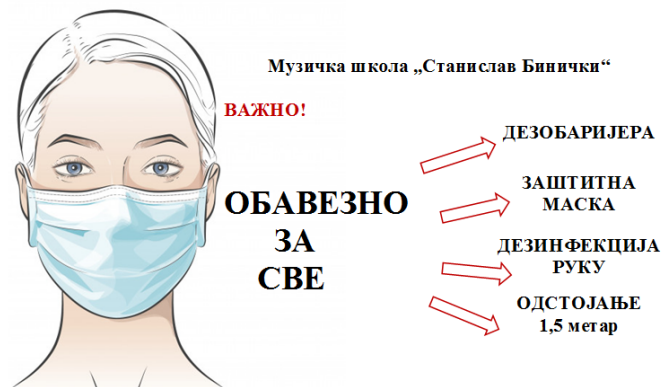 Музичка школа „Станислав Бинички“
ВАЖНО!
ОБАВЕЗНО
ЗА
СВЕ
ДЕЗОБАРИЈЕРА
ЗАШТИТНА
МАСКА
ДЕЗИНФЕКЦИЈА
РУКУ
ОДСТОЈАЊЕ
1,5 метар